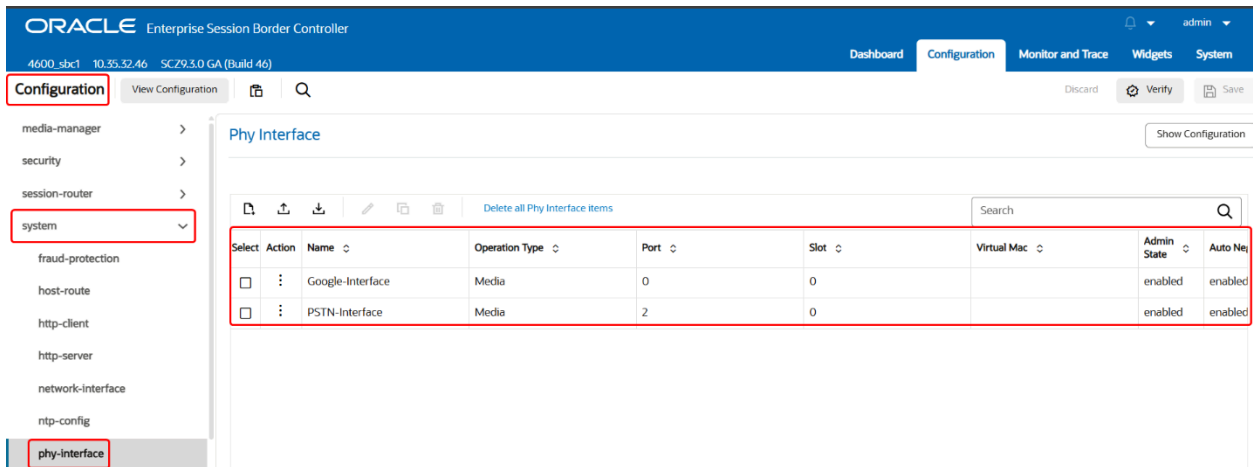 ORACLE Enterprise Session Border Controller
admin
4600_sbc1 10.35.32.46 SCZ9.3.0 GA (Build 46)
Dashboard Configuration Monitor and Trace Widgets System
Configuration View Configuration Discard Verify Save
media-manager
Phy Interface Show Configuration
security
session-router
Delete all Phy Interface items Search
system
Select Action Name Operation Type Port Slot Virtual Mac Admin State Auto Neg
fraud-protection
Google-Interface Media 0 0 enabled enabled
host-route
PSTN-Interface Media 2 0 enabled enabled
http-client
http-server
network-interface
ntp-config
phy-interface